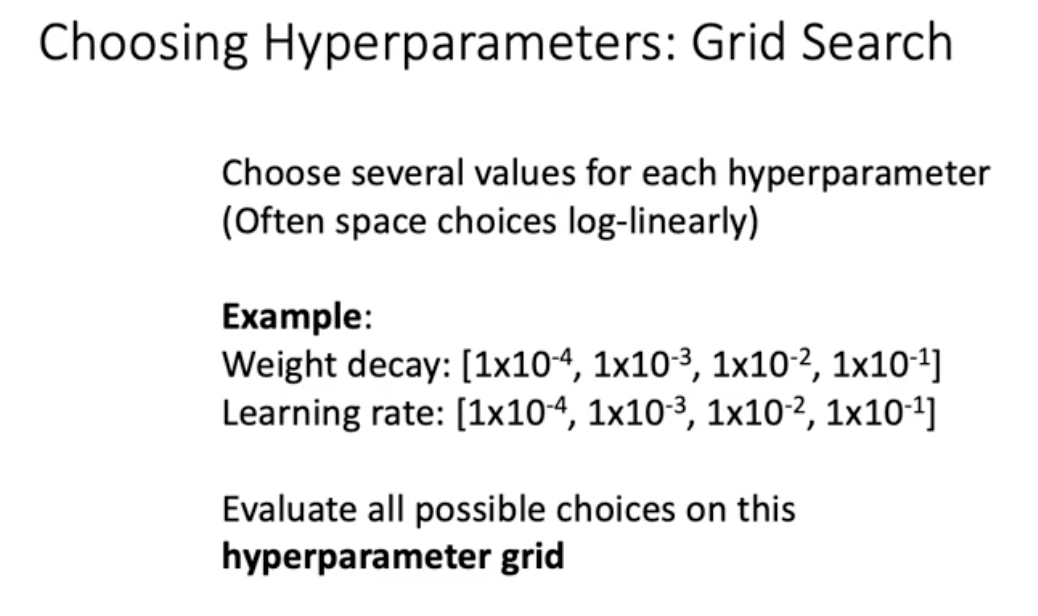 Choosing Hyperparameters: Grid Search
Choose several values for each hyperparameter
(Often space choices log-linearly)
Example:
Weight decay: [1x10⁻⁴, 1x10⁻³, 1x10⁻², 1x10⁻¹]
Learning rate: [1x10⁻⁴, 1x10⁻³, 1x10⁻², 1x10⁻¹]
Evaluate all possible choices on this
hyperparameter grid